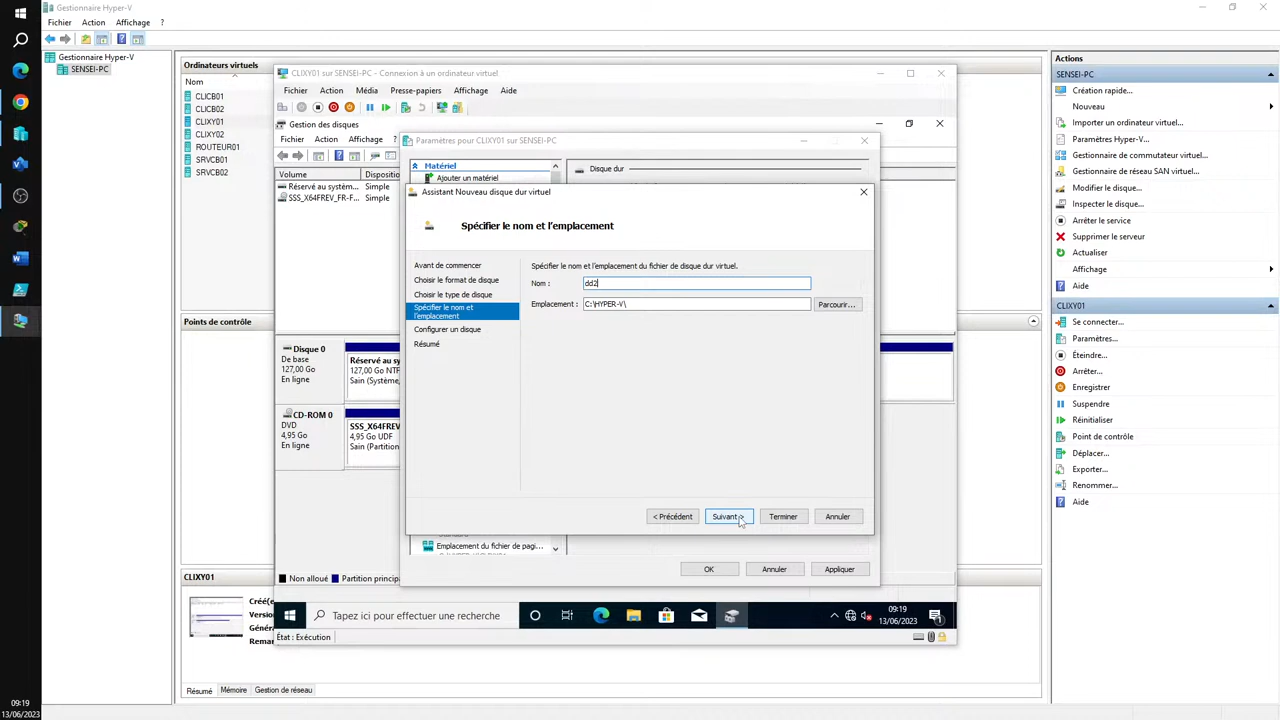 Gestionnaire Hyper-V
Fichier Action Affichage ?
Gestionnaire Hyper-V
SENSEI-PC
Ordinateurs virtuels
Nom
CLICB01
CLICB02
CLIXY01
CLIXY02
ROUTEUR01
SRVCB01
SRVCB02
CLIXY01 sur SENSEI-PC - Connexion à un ordinateur virtuel
Fichier Action Média Presse-papiers Affichage Aide
Gestion des disques
Fichier Action Affichage ?
Volume Dispositio
Réservé au systèm... Simple
SSS_X64FREV_FR-F... Simple
Paramètres pour CLIXY01 sur SENSEI-PC
Matériel
Ajouter un matériel
Disque dur
Assistant Nouveau disque dur virtuel
Spécifier le nom et l'emplacement
Avant de commencer
Choisir le format de disque
Choisir le type de disque
Spécifier le nom et
l'emplacement
Configurer un disque
Résumé
Spécifier le nom et l'emplacement du fichier de disque dur virtuel.
Nom : dd2
Emplacement : C:\HYPER-V\ Parcourir...
< Précédent Suivant > Terminer Annuler
Emplacement du fichier de pagi...
OK Annuler Appliquer
Points de contrôle
Disque 0
De base
127,00 Go
En ligne
Réservé au sy
127,00 Go NTF
Sain (Système,
CD-ROM 0
DVD
4,95 Go
En ligne
SSS_X64FREV
4,95 Go UDF
Sain (Partition
Non alloué Partition princip
CLIXY01
Créé(e
Version
Généra
Remar
Tapez ici pour effectuer une recherche
09:19
13/06/2023
État : Exécution
Résumé Mémoire Gestion de réseau
Actions
SENSEI-PC
Création rapide...
Nouveau
Importer un ordinateur virtuel...
Paramètres Hyper-V...
Gestionnaire de commutateur virtuel...
Gestionnaire de réseau SAN virtuel...
Modifier le disque...
Inspecter le disque...
Arrêter le service
Supprimer le serveur
Actualiser
Affichage
Aide
CLIXY01
Se connecter...
Paramètres...
Éteindre...
Arrêter...
Enregistrer
Suspendre
Réinitialiser
Point de contrôle
Déplacer...
Exporter...
Renommer...
Aide
09:19
13/06/2023